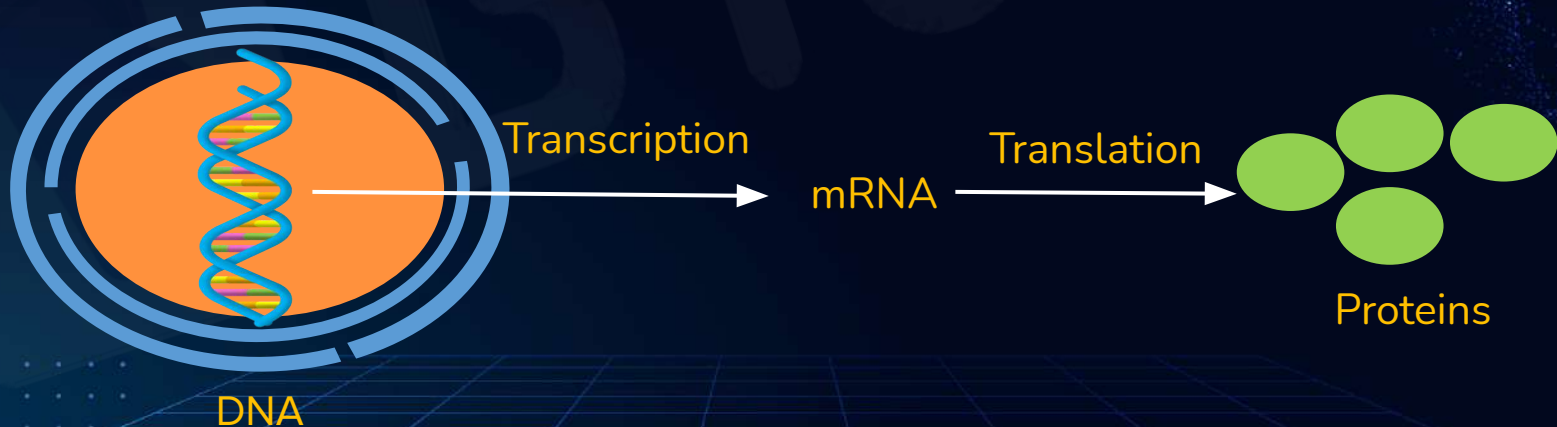 Transcription
Translation
mRNA
Proteins
DNA